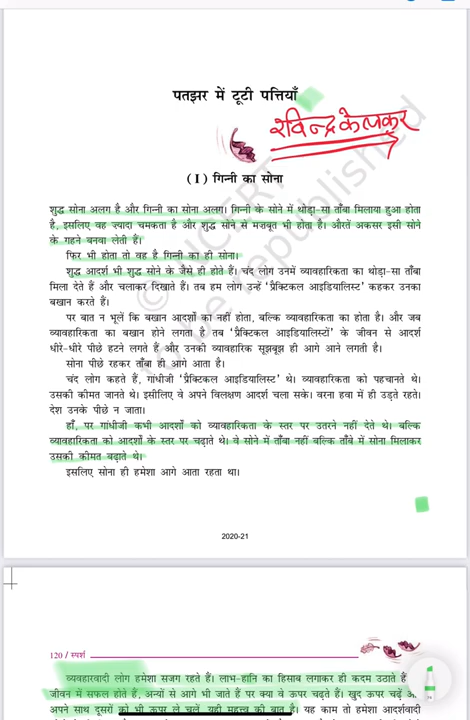 पतझर में टूटी पत्तियाँ
रविन्द्र केलकर
(I) गिन्नी का सोना
शुद्ध सोना अलग है और गिन्नी का सोना अलग। गिन्नी के सोने में थोड़ा-सा ताँबा मिलाया हुआ होता
है, इसलिए वह ज्यादा चमकता है और शुद्ध सोने से मजबूत भी होता है। औरतें अकसर इसी सोने
के गहने बनवा लेती हैं।
फिर भी होता तो वह है गिन्नी का ही सोना।
शुद्ध आदर्श भी शुद्ध सोने के जैसे ही होते हैं। चंद लोग उनमें व्यावहारिकता का थोड़ा-सा ताँबा
मिला देते हैं और चलाकर दिखाते हैं। तब हम लोग उन्हें 'प्रैक्टिकल आइडियालिस्ट' कहकर उनका
बखान करते हैं।
पर बात न भूलें कि बखान आदर्शों का नहीं होता, बल्कि व्यावहारिकता का होता है। और जब
व्यावहारिकता का बखान होने लगता है तब 'प्रैक्टिकल आइडियालिस्टों' के जीवन से आदर्श
धीरे-धीरे पीछे हटने लगते हैं और उनकी व्यावहारिक सूझबूझ ही आगे आने लगती है।
सोना पीछे रहकर ताँबा ही आगे आता है।
चंद लोग कहते हैं, गांधीजी 'प्रैक्टिकल आइडियालिस्ट' थे। व्यावहारिकता को पहचानते थे।
उसकी कीमत जानते थे। इसीलिए वे अपने विलक्षण आदर्श चला सके। वरना हवा में ही उड़ते रहते।
देश उनके पीछे न जाता।
हाँ, पर गांधीजी कभी आदर्शों को व्यावहारिकता के स्तर पर उतरने नहीं देते थे। बल्कि
व्यावहारिकता को आदर्शों के स्तर पर चढ़ाते थे। वे सोने में ताँबा नहीं बल्कि ताँबे में सोना मिलाकर
उसकी कीमत बढ़ाते थे।
इसलिए सोना ही हमेशा आगे आता रहता था।
2020-21
120 / स्पर्श
व्यवहारवादी लोग हमेशा सजग रहते हैं। लाभ-हानि का हिसाब लगाकर ही कदम उठाते हैं
जीवन में सफल होते हैं, अन्यों से आगे भी जाते हैं पर क्या वे ऊपर चढ़ते हैं। खुद ऊपर चढ़ें
अपने साथ दूसरों को भी ऊपर ले चलें, यही महत्त्व की बात है। यह काम तो हमेशा आदर्शवादी
© NCERT
not to be republished